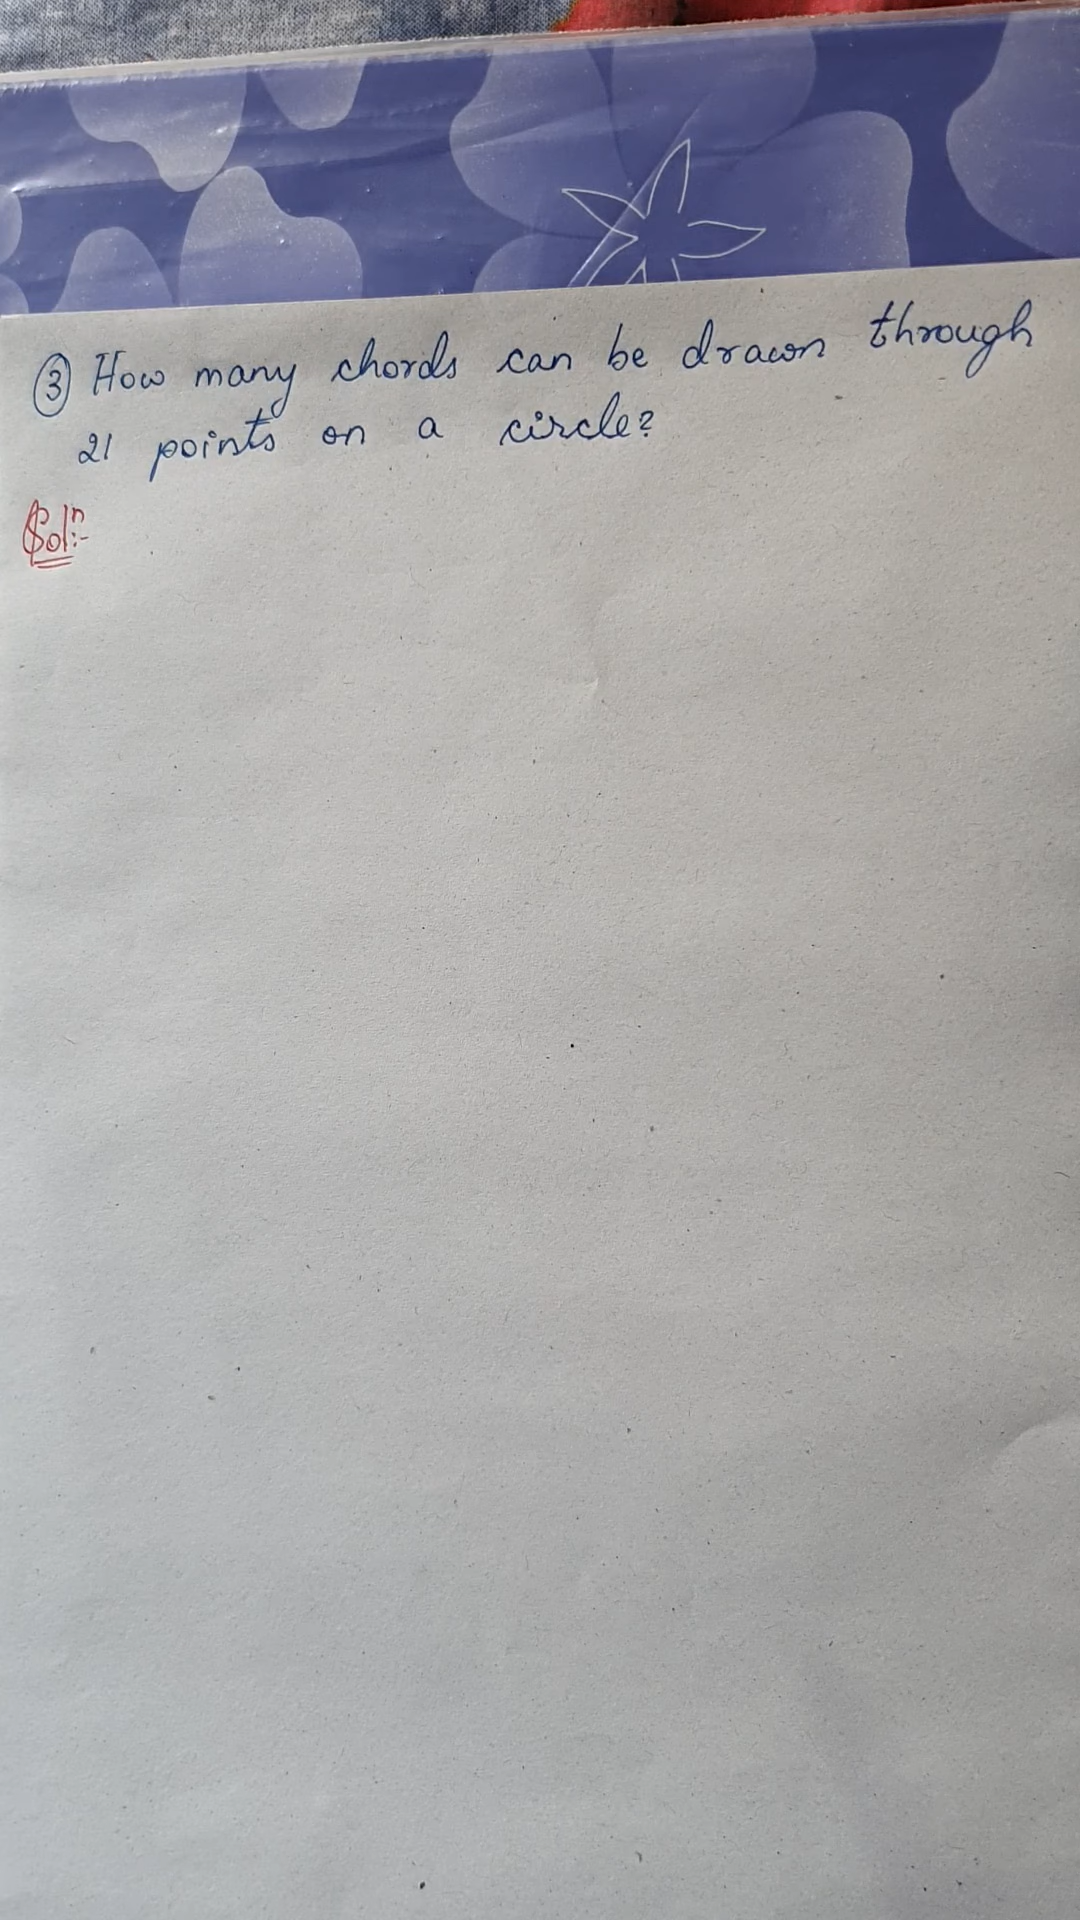 ③ How many chords can be drawn through
21 points on a circle?
Solⁿ:-